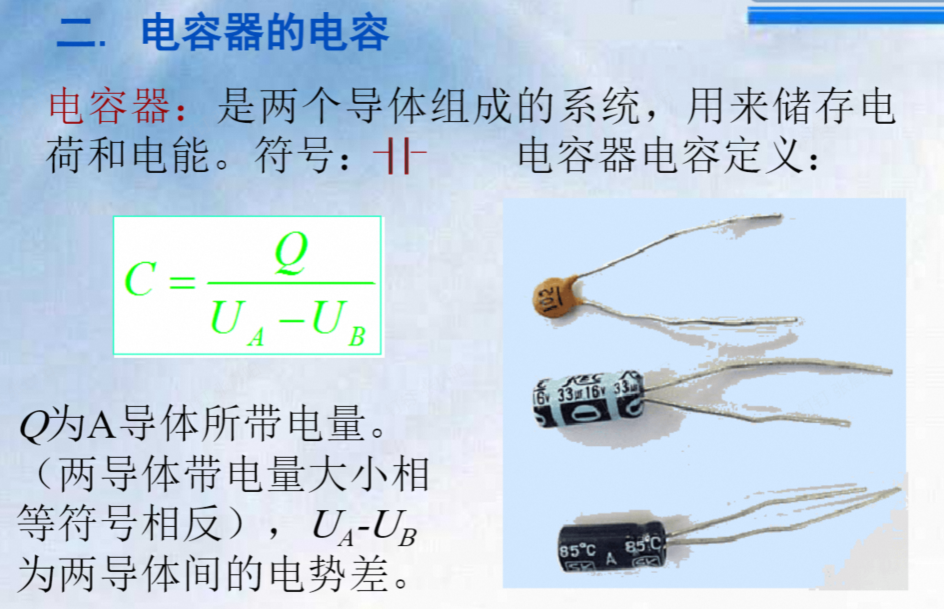 二. 电容器的电容
电容器：是两个导体组成的系统，用来储存电
荷和电能。符号：⊣⊢ 电容器电容定义：
C = Q / (U_A − U_B)
102
16V 33μ 16V 33μ
Q为A导体所带电量。
（两导体带电量大小相
等符号相反），U_A-U_B
为两导体间的电势差。
85°C 85°C
A